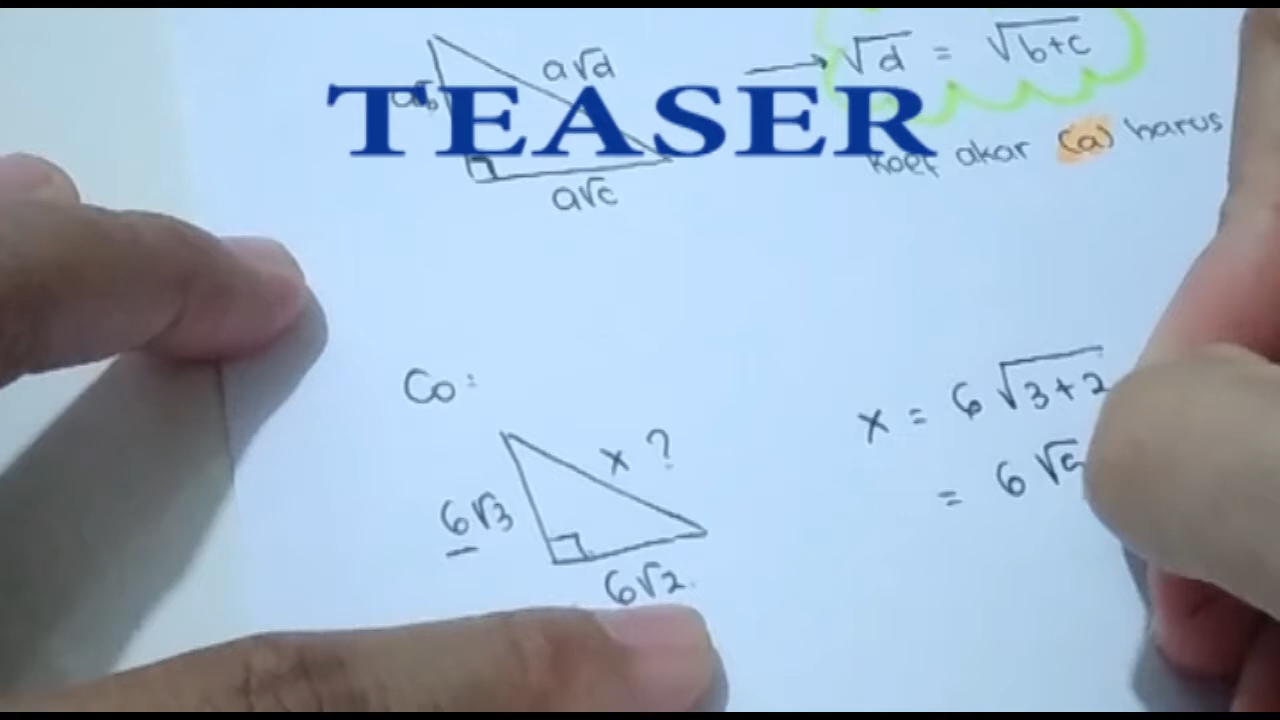 a√d
√d = √b+c
a√b
TEASER
koef akar (a) harus
a√c
Co:
x = 6 √3+2
x ?
= 6 √5
6√3
6√2